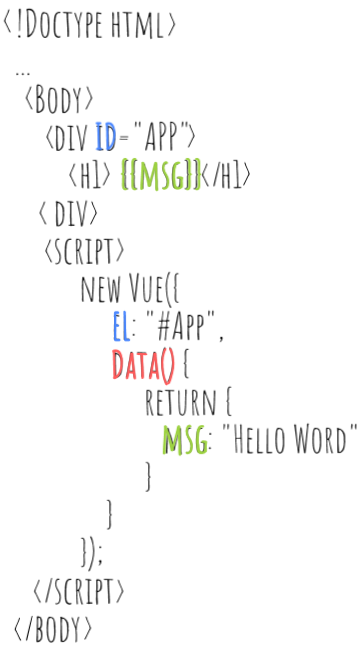 <!Doctype html>
...
<Body>
<div id="app">
<h1> {{msg}}</h1>
< div>
<script>
new Vue({
el: "#App",
data() {
return {
msg: "Hello Word"
}
}
});
</script>
</body>